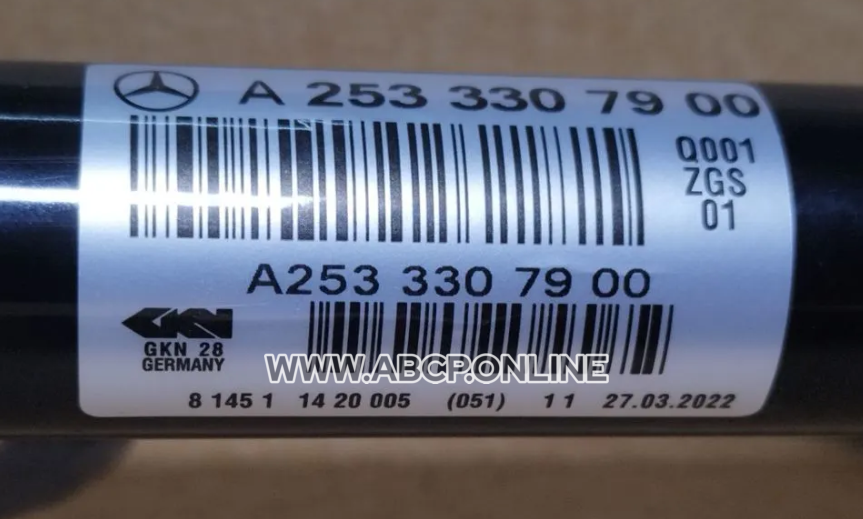 A 253 330 79 00
Q001
ZGS
01
A253 330 79 00
GKN
GKN 28
GERMANY
WWW.ABCP.ONLINE
8 145 1 14 20 005 (051) 1 1 27.03.2022